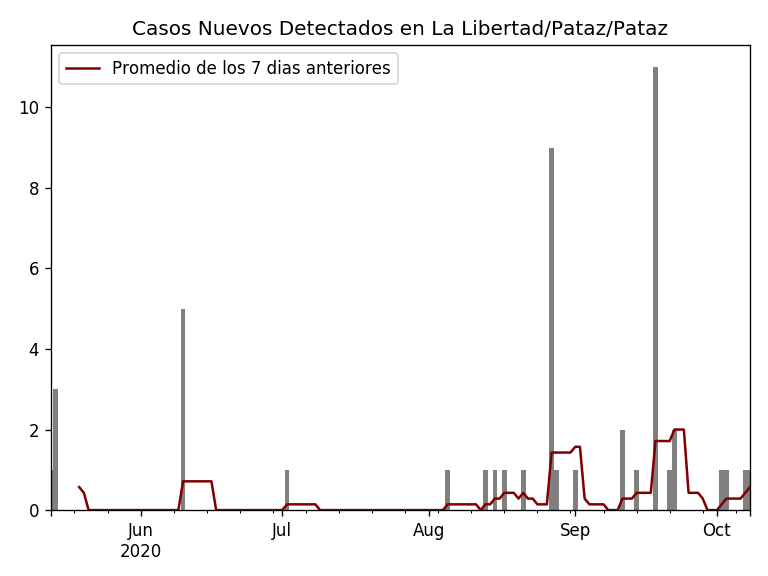 Casos Nuevos Detectados en La Libertad/Pataz/Pataz
Promedio de los 7 dias anteriores
10
8
6
4
2
0
Jun Jul Aug Sep Oct
2020